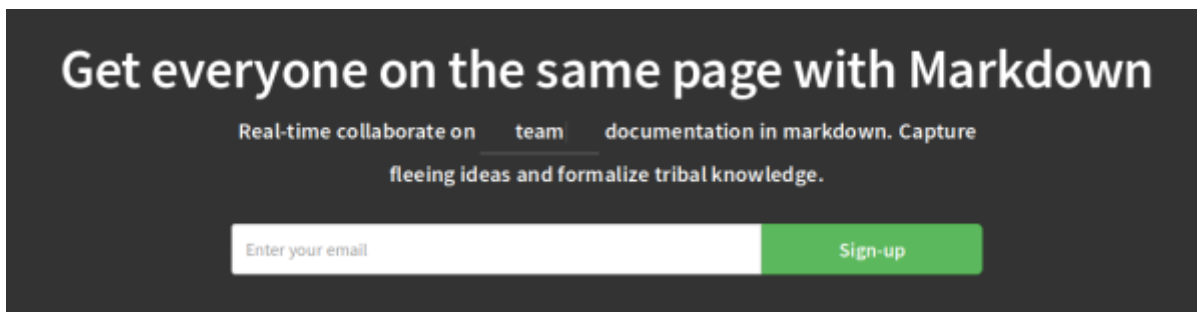 Get everyone on the same page with Markdown
Real-time collaborate on team documentation in markdown. Capture
fleeing ideas and formalize tribal knowledge.
Enter your email Sign-up